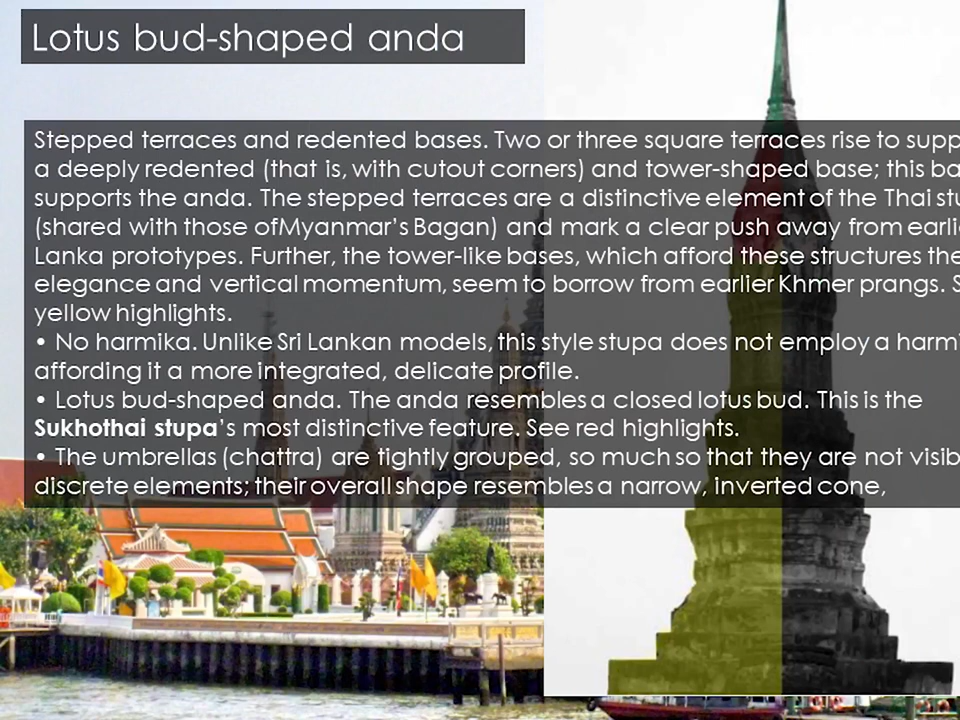 Lotus bud-shaped anda
Stepped terraces and redented bases. Two or three square terraces rise to supp
a deeply redented (that is, with cutout corners) and tower-shaped base; this ba
supports the anda. The stepped terraces are a distinctive element of the Thai stu
(shared with those ofMyanmar’s Bagan) and mark a clear push away from earlie
Lanka prototypes. Further, the tower-like bases, which afford these structures the
elegance and vertical momentum, seem to borrow from earlier Khmer prangs. S
yellow highlights.
• No harmika. Unlike Sri Lankan models, this style stupa does not employ a harmi
affording it a more integrated, delicate profile.
• Lotus bud-shaped anda. The anda resembles a closed lotus bud. This is the
Sukhothai stupa’s most distinctive feature. See red highlights.
• The umbrellas (chattra) are tightly grouped, so much so that they are not visib
discrete elements; their overall shape resembles a narrow, inverted cone,